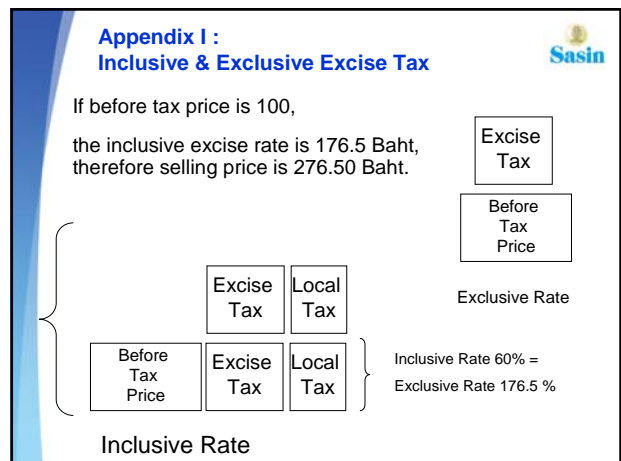 Appendix I :
Inclusive & Exclusive Excise Tax
Sasin
If before tax price is 100,
the inclusive excise rate is 176.5 Baht,
therefore selling price is 276.50 Baht.
Excise
Tax
Before
Tax
Price
Exclusive Rate
Excise
Tax
Local
Tax
Before
Tax
Price
Excise
Tax
Local
Tax
Inclusive Rate 60% =
Exclusive Rate 176.5 %
Inclusive Rate